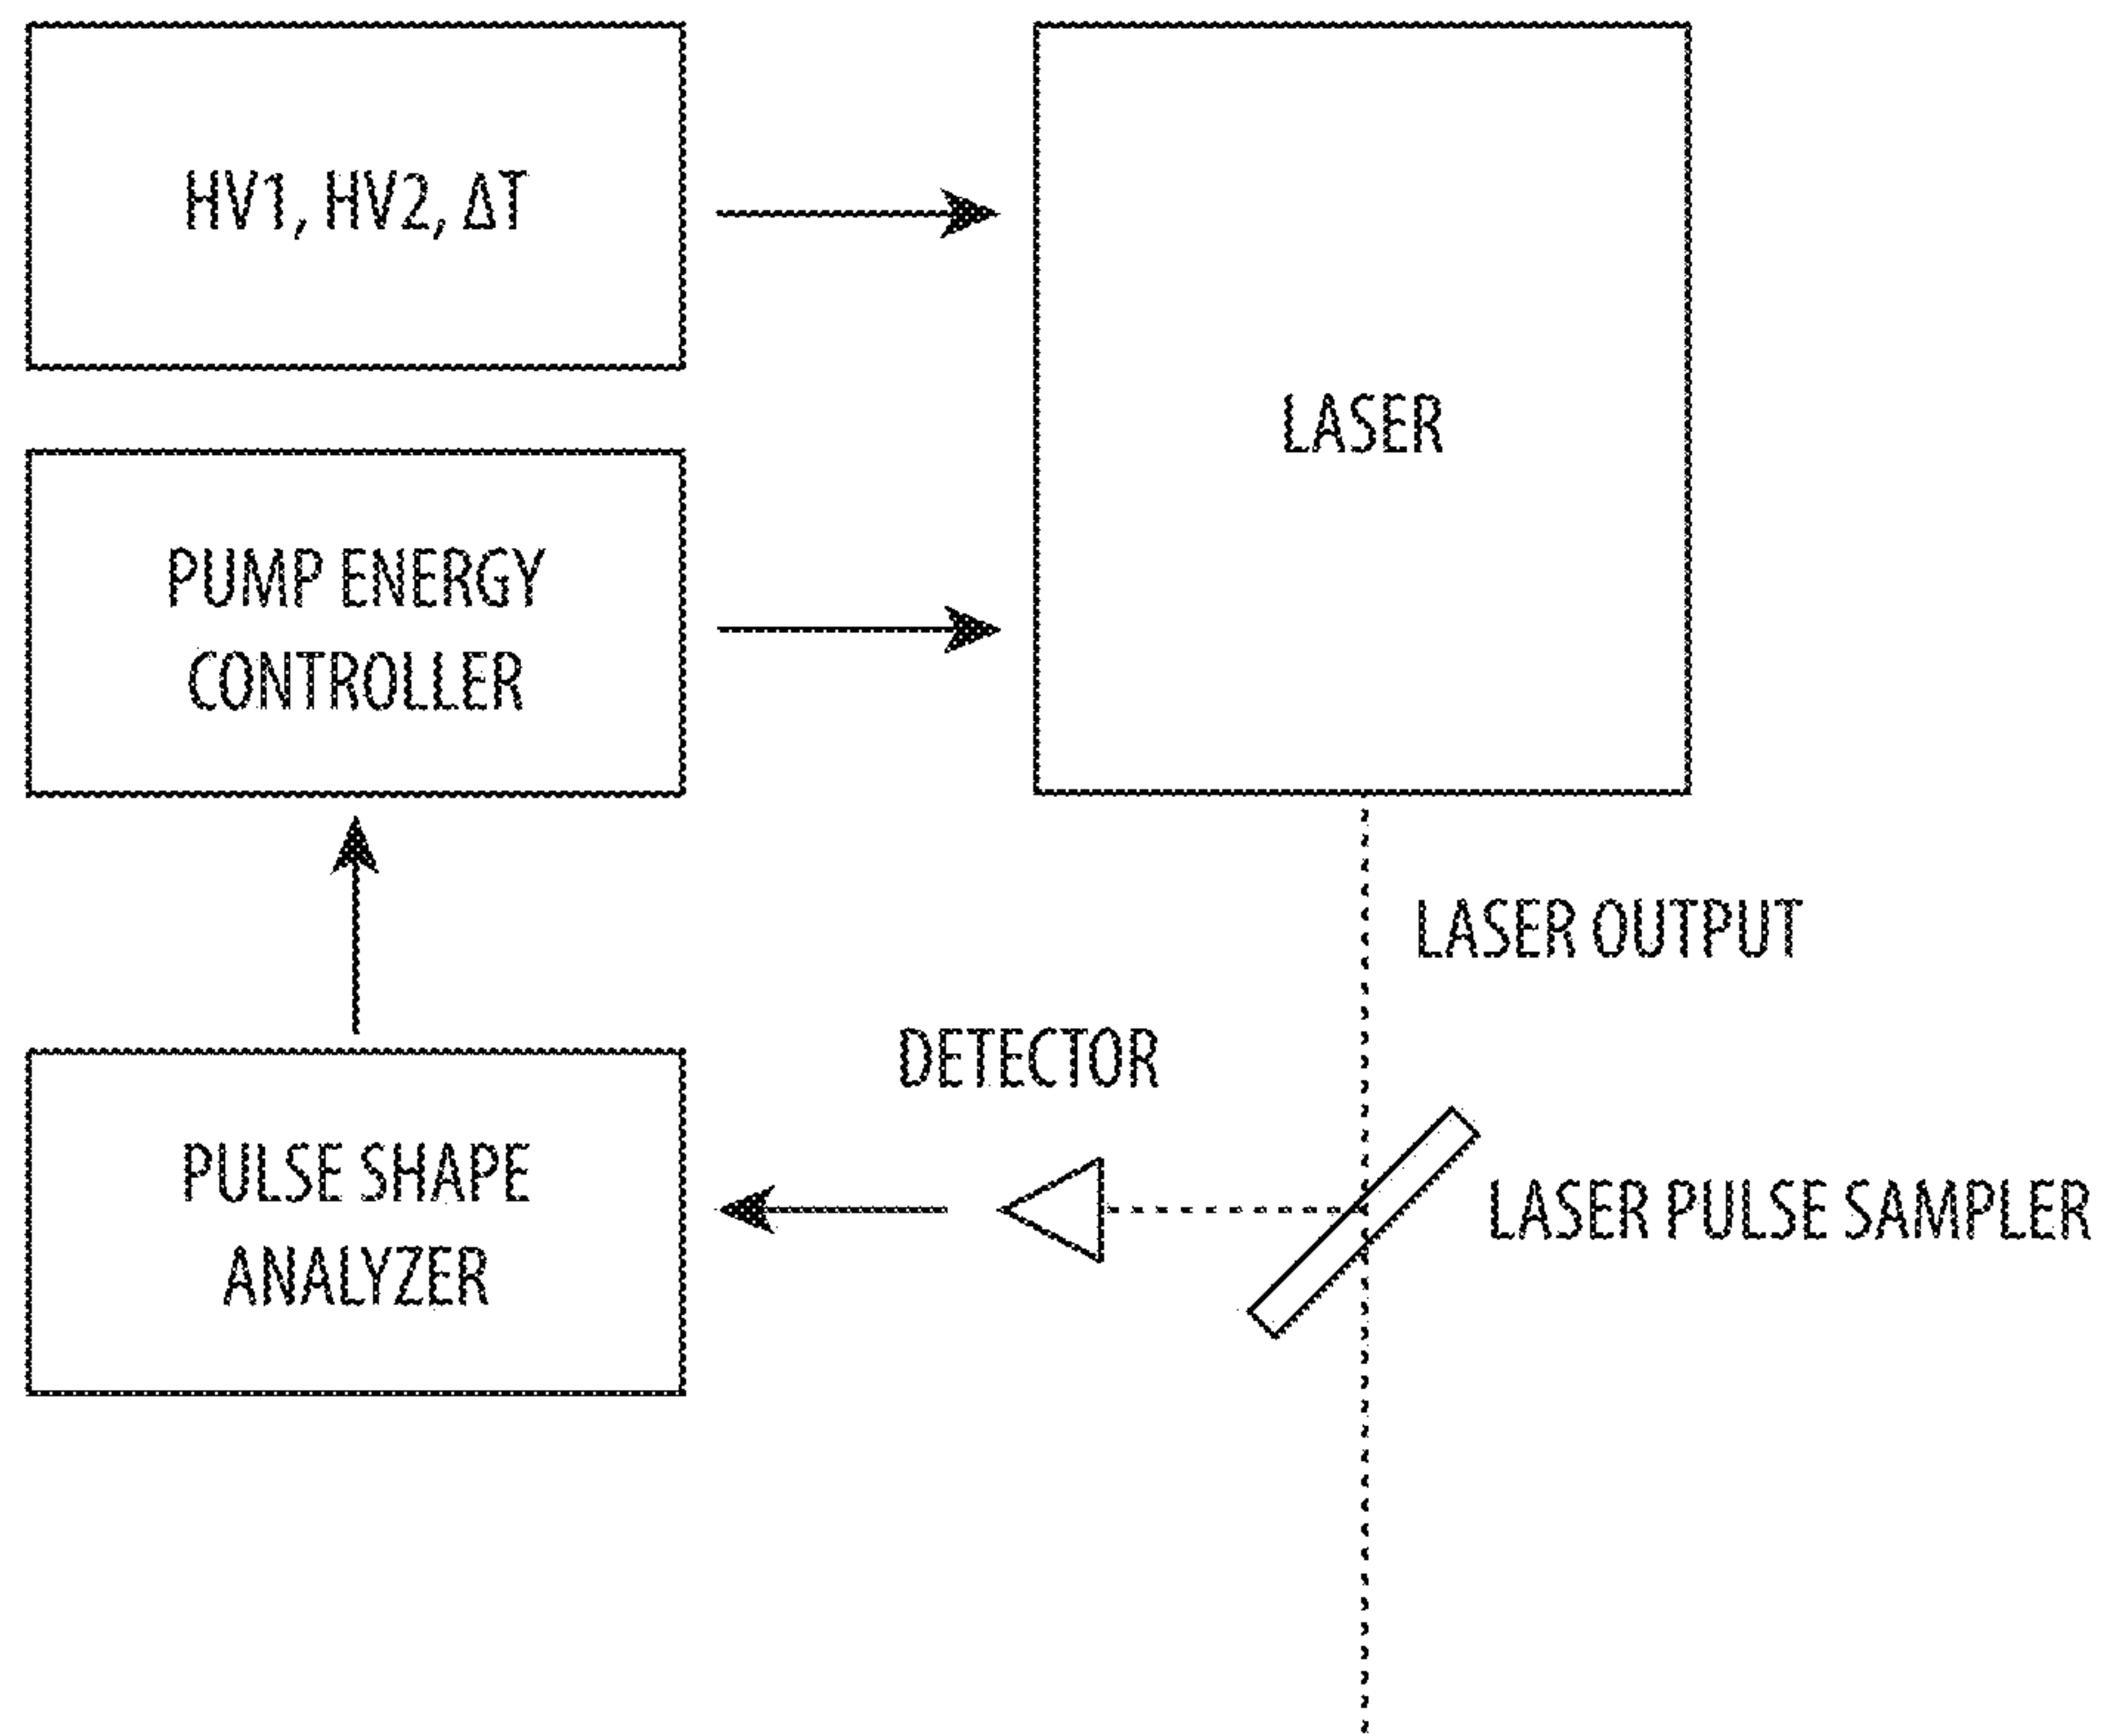 HV1, HV2, ΔT
LASER
PUMP ENERGY
CONTROLLER
LASER OUTPUT
DETECTOR
PULSE SHAPE
ANALYZER
LASER PULSE SAMPLER